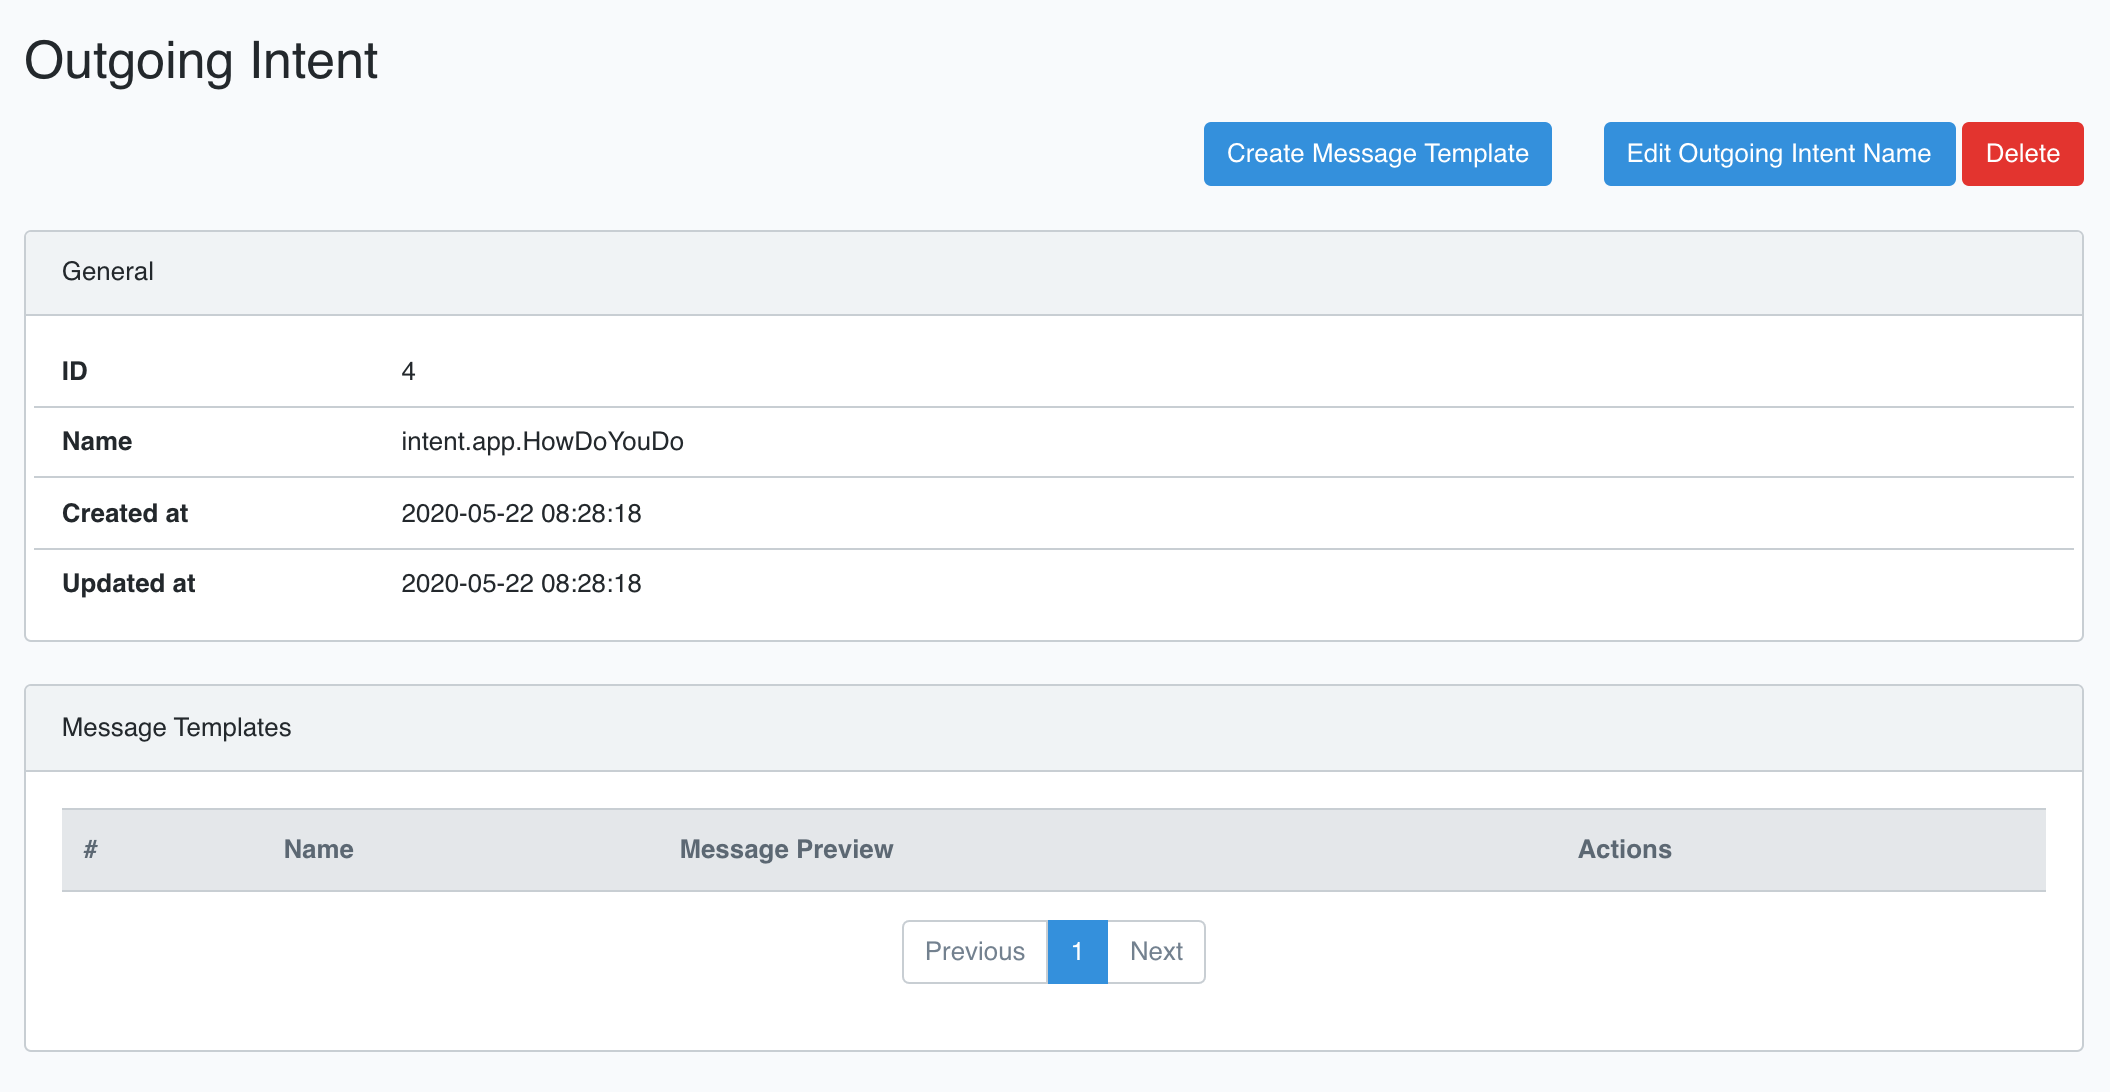 Outgoing Intent
Create Message Template Edit Outgoing Intent Name Delete
General
ID 4
Name intent.app.HowDoYouDo
Created at 2020-05-22 08:28:18
Updated at 2020-05-22 08:28:18
Message Templates
# Name Message Preview Actions
Previous 1 Next